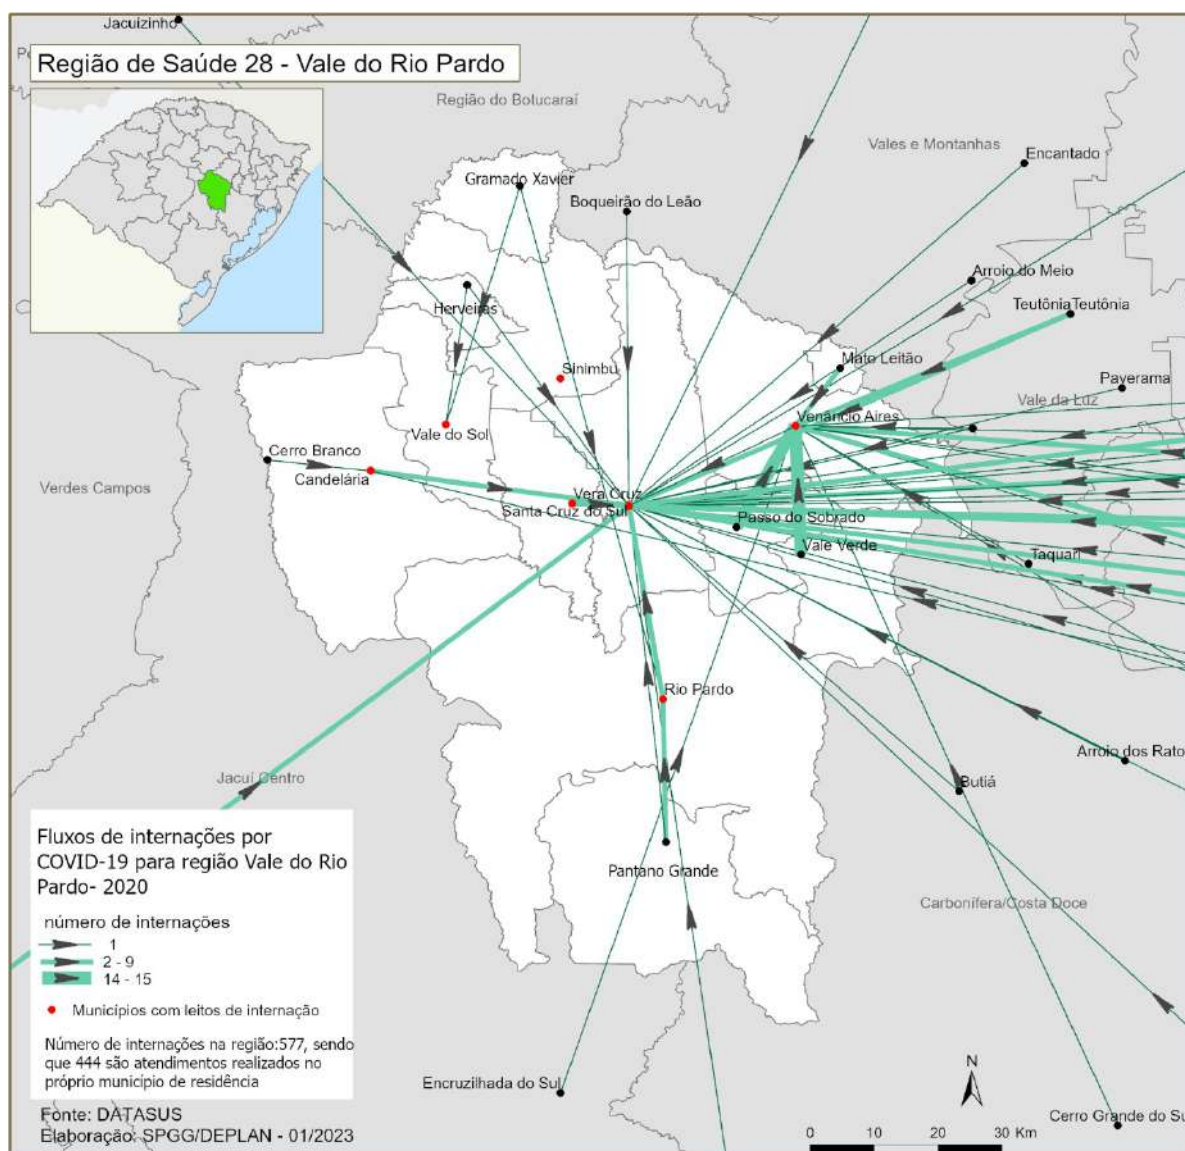 Jacuizinho
Região de Saúde 28 - Vale do Rio Pardo
Região do Botucaraí
Vales e Montanhas
Encantado
Gramado Xavier
Boqueirão do Leão
Arroio do Meio
Herveiras
TeutôniaTeutônia
Sinimbu
Mato Leitão
Paverama
Vale do Sol
Venâncio Aires
Vale da Luz
Cerro Branco
Candelária
Verdes Campos
Vera Cruz
Santa Cruz do Sul
Passo do Sobrado
Vale Verde
Taquari
Rio Pardo
Arroio dos Rato
Jacuí Centro
Butiá
Pantano Grande
Carbonífera/Costa Doce
Fluxos de internações por
COVID-19 para região Vale do Rio
Pardo- 2020
número de internações
1
2 - 9
14 - 15
Municípios com leitos de internação
Número de internações na região:577, sendo
que 444 são atendimentos realizados no
próprio município de residência
Encruzilhada do Sul
N
Cerro Grande do Su
Fonte: DATASUS
Elaboração: SPGG/DEPLAN - 01/2023
0 10 20 30 Km